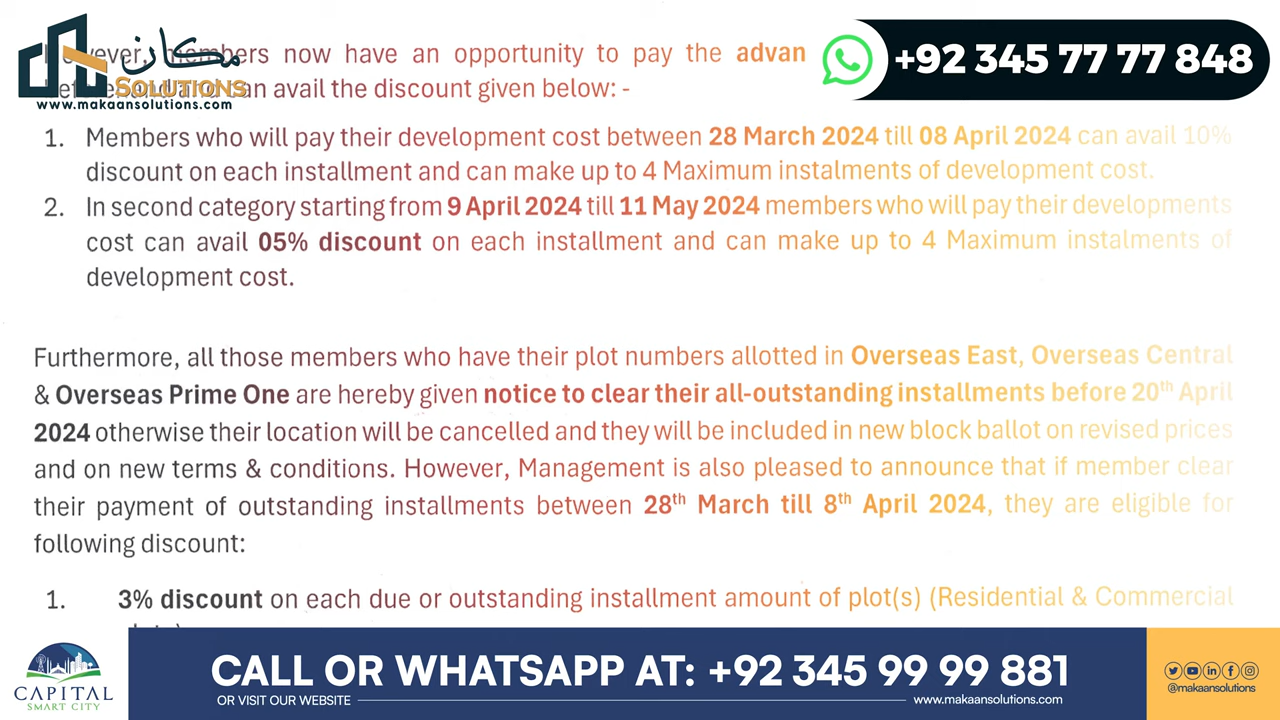 مكان
SOLUTIONS
www.makaansolutions.com
+92 345 77 77 848
members now have an opportunity to pay the advan
avail the discount given below: -
1. Members who will pay their development cost between 28 March 2024 till 08 April 2024 can avail 10%
discount on each installment and can make up to 4 Maximum instalments of development cost.
2. In second category starting from 9 April 2024 till 11 May 2024 members who will pay their developments
cost can avail 05% discount on each installment and can make up to 4 Maximum instalments of
development cost.
Furthermore, all those members who have their plot numbers allotted in Overseas East, Overseas Central
& Overseas Prime One are hereby given notice to clear their all-outstanding installments before 20th April
2024 otherwise their location will be cancelled and they will be included in new block ballot on revised prices
and on new terms & conditions. However, Management is also pleased to announce that if member clear
their payment of outstanding installments between 28th March till 8th April 2024, they are eligible for
following discount:
1. 3% discount on each due or outstanding installment amount of plot(s) (Residential & Commercial
CAPITAL
SMART CITY
CALL OR WHATSAPP AT: +92 345 99 99 881
OR VISIT OUR WEBSITE
www.makaansolutions.com
@makaansolutions